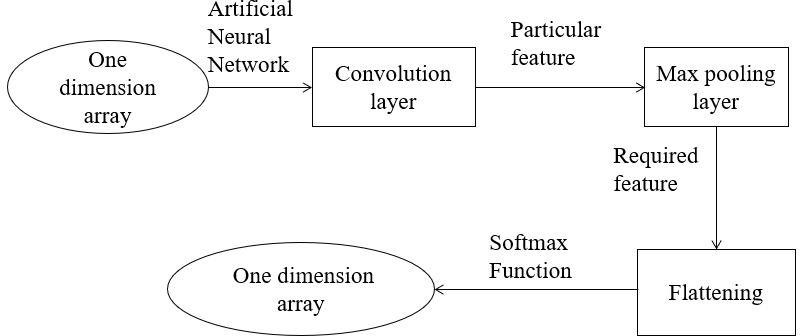 One
dimension
array
Artificial
Neural
Network
Convolution
layer
Particular
feature
Max pooling
layer
Required
feature
Flattening
Softmax
Function
One dimension
array